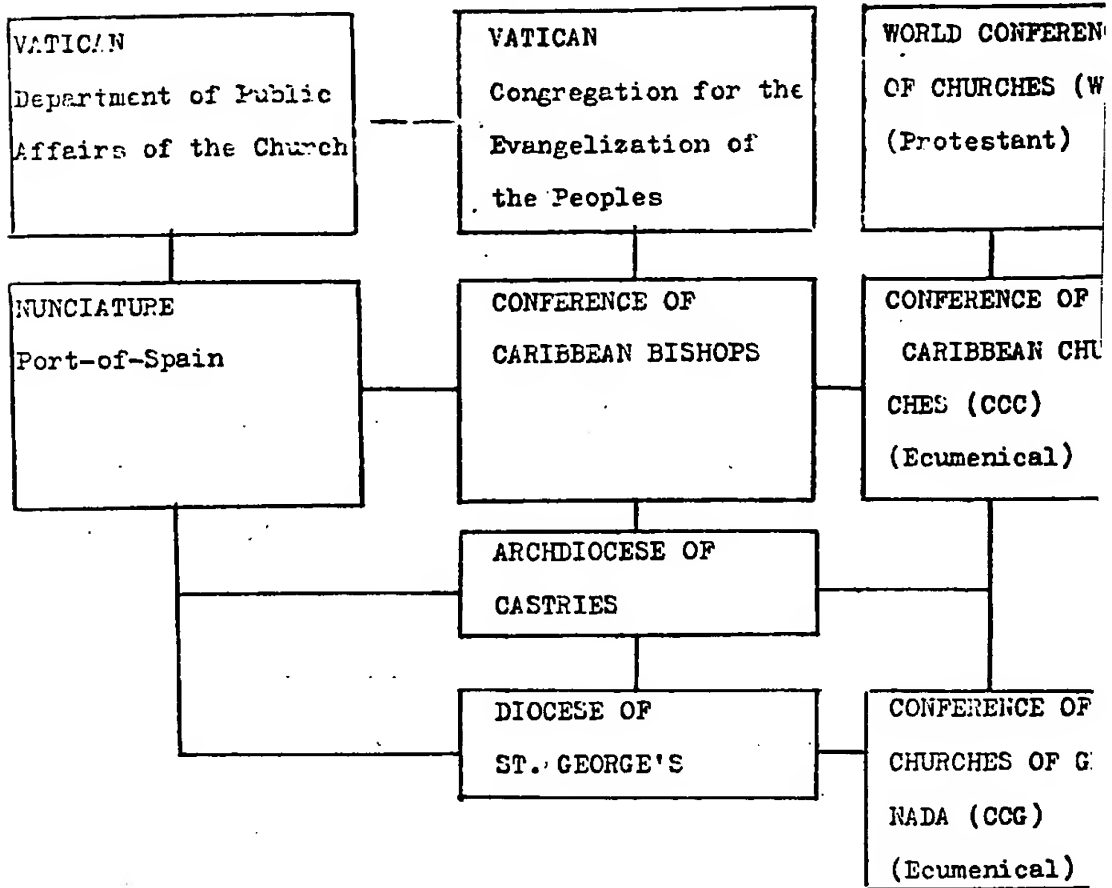 VATICAN
Department of Public
Affairs of the Church
VATICAN
Congregation for the
Evangelization of
the Peoples
WORLD CONFEREN
OF CHURCHES (W
(Protestant)
NUNCIATURE
Port-of-Spain
CONFERENCE OF
CARIBBEAN BISHOPS
CONFERENCE OF
CARIBBEAN CHU
CHES (CCC)
(Ecumenical)
ARCHDIOCESE OF
CASTRIES
DIOCESE OF
ST. GEORGE'S
CONFERENCE OF
CHURCHES OF G
NADA (CCG)
(Ecumenical)